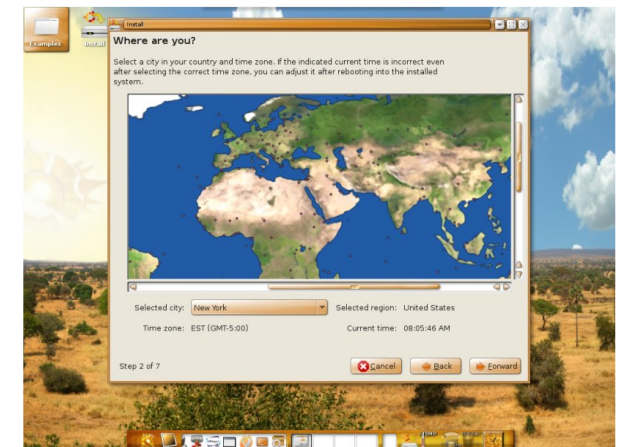 Examples
Install
Install
Where are you?
Select a city in your country and time zone. If the indicated current time is incorrect even
after selecting the correct time zone, you can adjust it after rebooting into the installed
system.
Selected city: New York Selected region: United States
Time zone: EST (GMT-5:00) Current time: 08:05:46 AM
Step 2 of 7 Cancel Back Forward